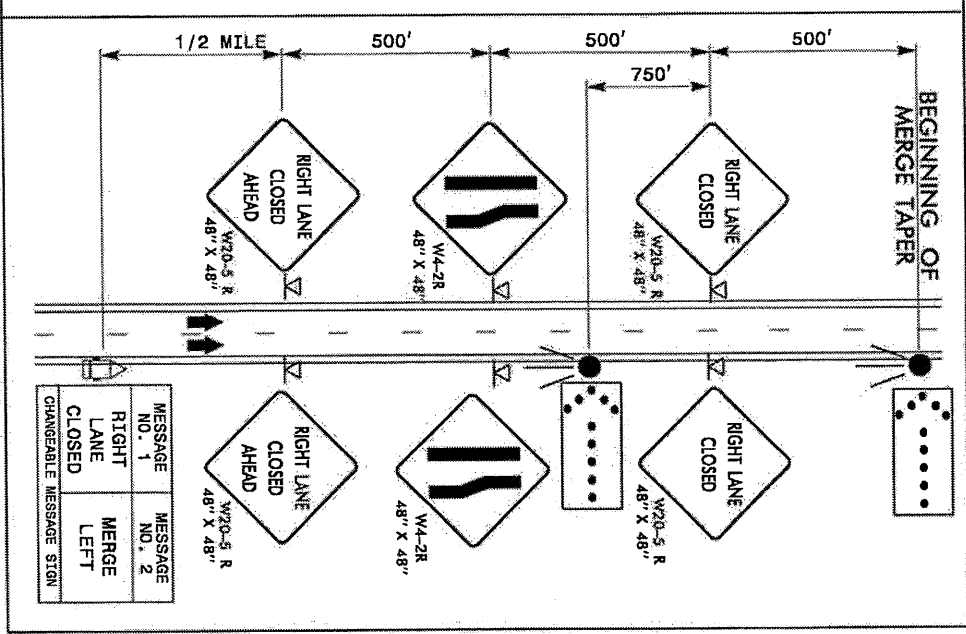 1/2 MILE
500'
500'
500'
750'
BEGINNING OF
MERGE TAPER
RIGHT LANE
CLOSED
AHEAD
W20-5 R
48" X 48"
W4-2R
48" X 48"
RIGHT LANE
CLOSED
W20-5 R
48" X 48"
RIGHT LANE
CLOSED
AHEAD
W20-5 R
48" X 48"
W4-2R
48" X 48"
RIGHT LANE
CLOSED
W20-5 R
48" X 48"
MESSAGE
NO. 1
MESSAGE
NO. 2
RIGHT
LANE
CLOSED
MERGE
LEFT
CHANGEABLE MESSAGE SIGN